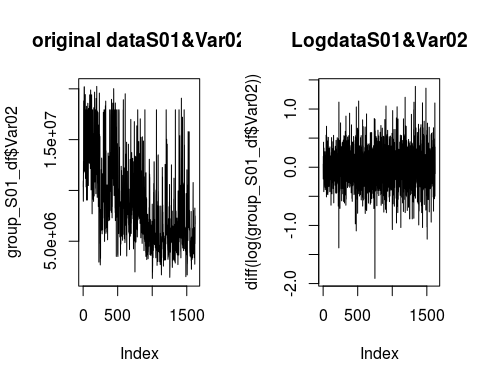 original dataS01&Var02
LogdataS01&Var02
group_S01_df$Var02
5.0e+06
1.5e+07
0
500
1500
Index
diff(log(group_S01_df$Var02))
-2.0
-1.0
0.0
1.0
0
500
1500
Index